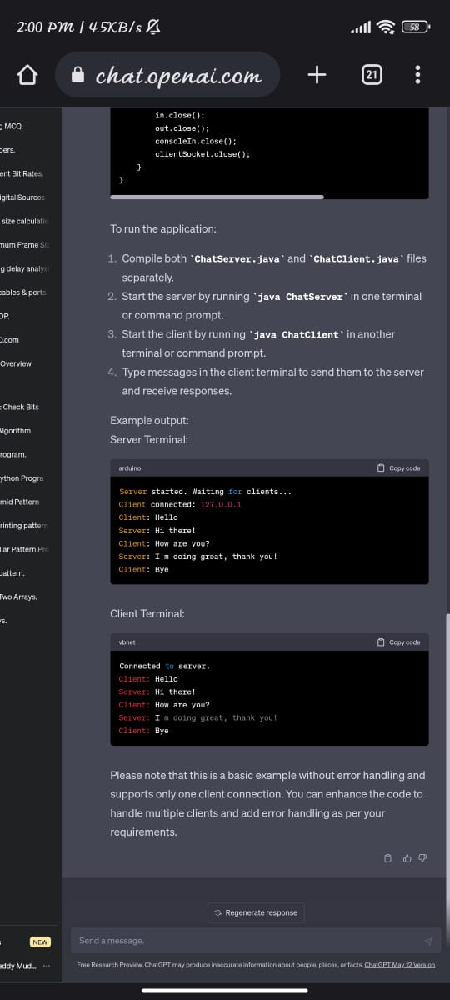 2:00 PM | 4.5KB/s
58
chat.openai.com
21
g MCQ.
pers.
ent Bit Rates.
igital Sources
size calculatio
mum Frame Siz
g delay analys
cables & ports.
OP.
O.com
Overview
: Check Bits
Algorithm
rogram.
ython Progra
mid Pattern
rinting pattern
llar Pattern Pro
pattern.
Two Arrays.
ys.
s
NEW
eddy Mud...
in.close();
out.close();
consoleIn.close();
clientSocket.close();
}
}
To run the application:
1. Compile both `ChatServer.java` and `ChatClient.java` files
separately.
2. Start the server by running `java ChatServer` in one terminal
or command prompt.
3. Start the client by running `java ChatClient` in another
terminal or command prompt.
4. Type messages in the client terminal to send them to the server
and receive responses.
Example output:
Server Terminal:
arduino
Copy code
Server started. Waiting for clients...
Client connected: 127.0.0.1
Client: Hello
Server: Hi there!
Client: How are you?
Server: I'm doing great, thank you!
Client: Bye
Client Terminal:
vbnet
Copy code
Connected to server.
Client: Hello
Server: Hi there!
Client: How are you?
Server: I'm doing great, thank you!
Client: Bye
Please note that this is a basic example without error handling and
supports only one client connection. You can enhance the code to
handle multiple clients and add error handling as per your
requirements.
Regenerate response
Send a message.
Free Research Preview. ChatGPT may produce inaccurate information about people, places, or facts. ChatGPT May 12 Version